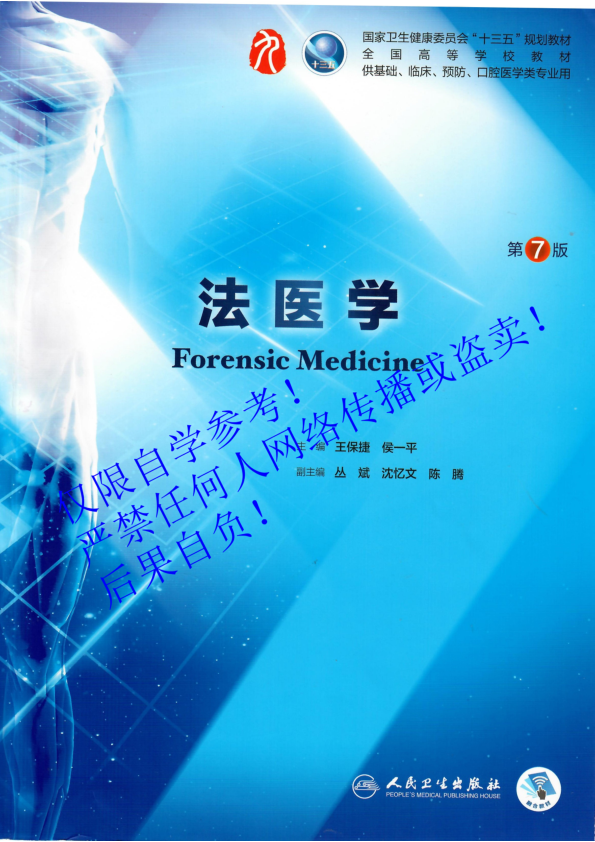 国家卫生健康委员会“十三五”规划教材
全国高等学校教材
供基础、临床、预防、口腔医学类专业用
十三五
第7版
法医学
Forensic Medicine
仅限自学参考！
严禁任何人网络传播或盗卖！
后果自负！
主 编 王保捷 侯一平
副主编 丛 斌 沈忆文 陈 腾
人民卫生出版社
PEOPLE'S MEDICAL PUBLISHING HOUSE
融合教材